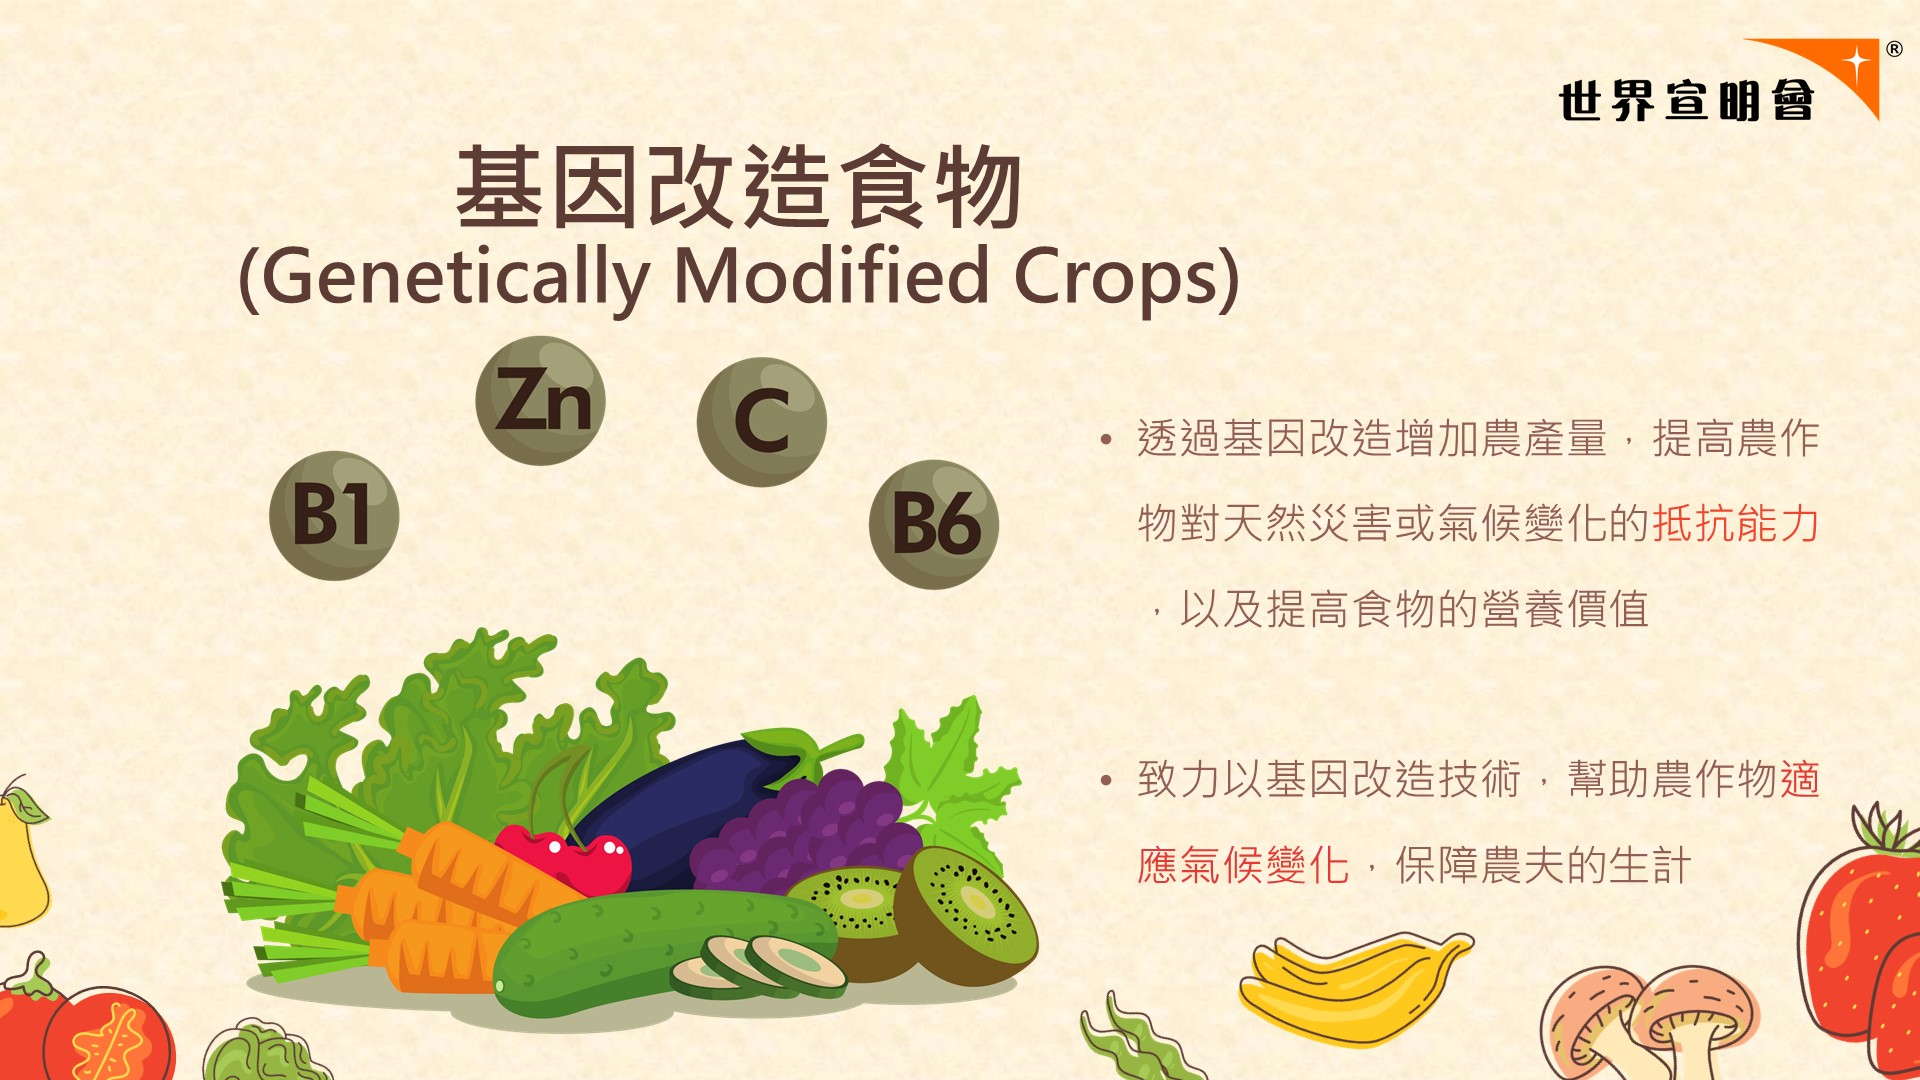 世界宣明會®
基因改造食物
(Genetically Modified Crops)
Zn
C
B1
B6
• 透過基因改造增加農產量，提高農作
物對天然災害或氣候變化的抵抗能力
，以及提高食物的營養價值
• 致力以基因改造技術，幫助農作物適
應氣候變化，保障農夫的生計